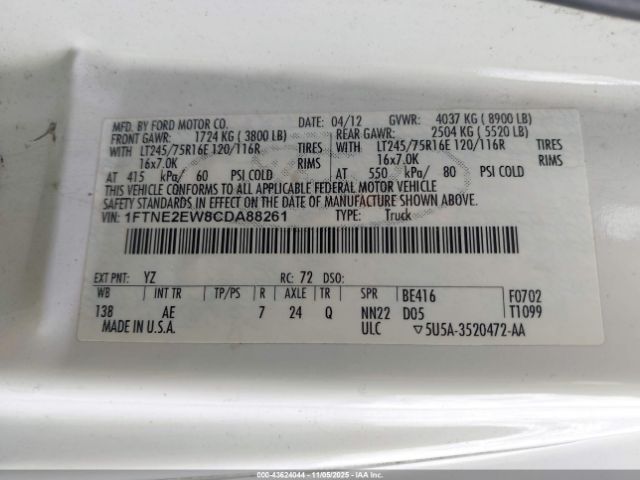 MFD. BY FORD MOTOR CO. DATE: 04/12 GVWR: 4037 KG ( 8900 LB)
FRONT GAWR: 1724 KG ( 3800 LB) REAR GAWR: 2504 KG ( 5520 LB)
WITH LT245/75R16E 120/116R TIRES WITH LT245/75R16E 120/116R TIRES
16x7.0K RIMS 16x7.0K RIMS
AT 415 kPa/ 60 PSI COLD AT 550 kPa/ 80 PSI COLD
THIS VEHICLE CONFORMS TO ALL APPLICABLE FEDERAL MOTOR VEHICLE
SAFETY STANDARDS IN EFFECT ON THE DATE OF MANUFACTURE SHOWN ABOVE.
VIN: 1FTNE2EW8CDA88261 TYPE: Truck
EXT PNT: YZ RC: 72 DSO:
WB INT TR TP/PS R AXLE TR SPR BE416 F0702
138 AE 7 24 Q NN22 D05 T1099
MADE IN U.S.A. ULC 5U5A-3520472-AA
© 43624044 — 11/05/2025 — IAA Holdings, LLC